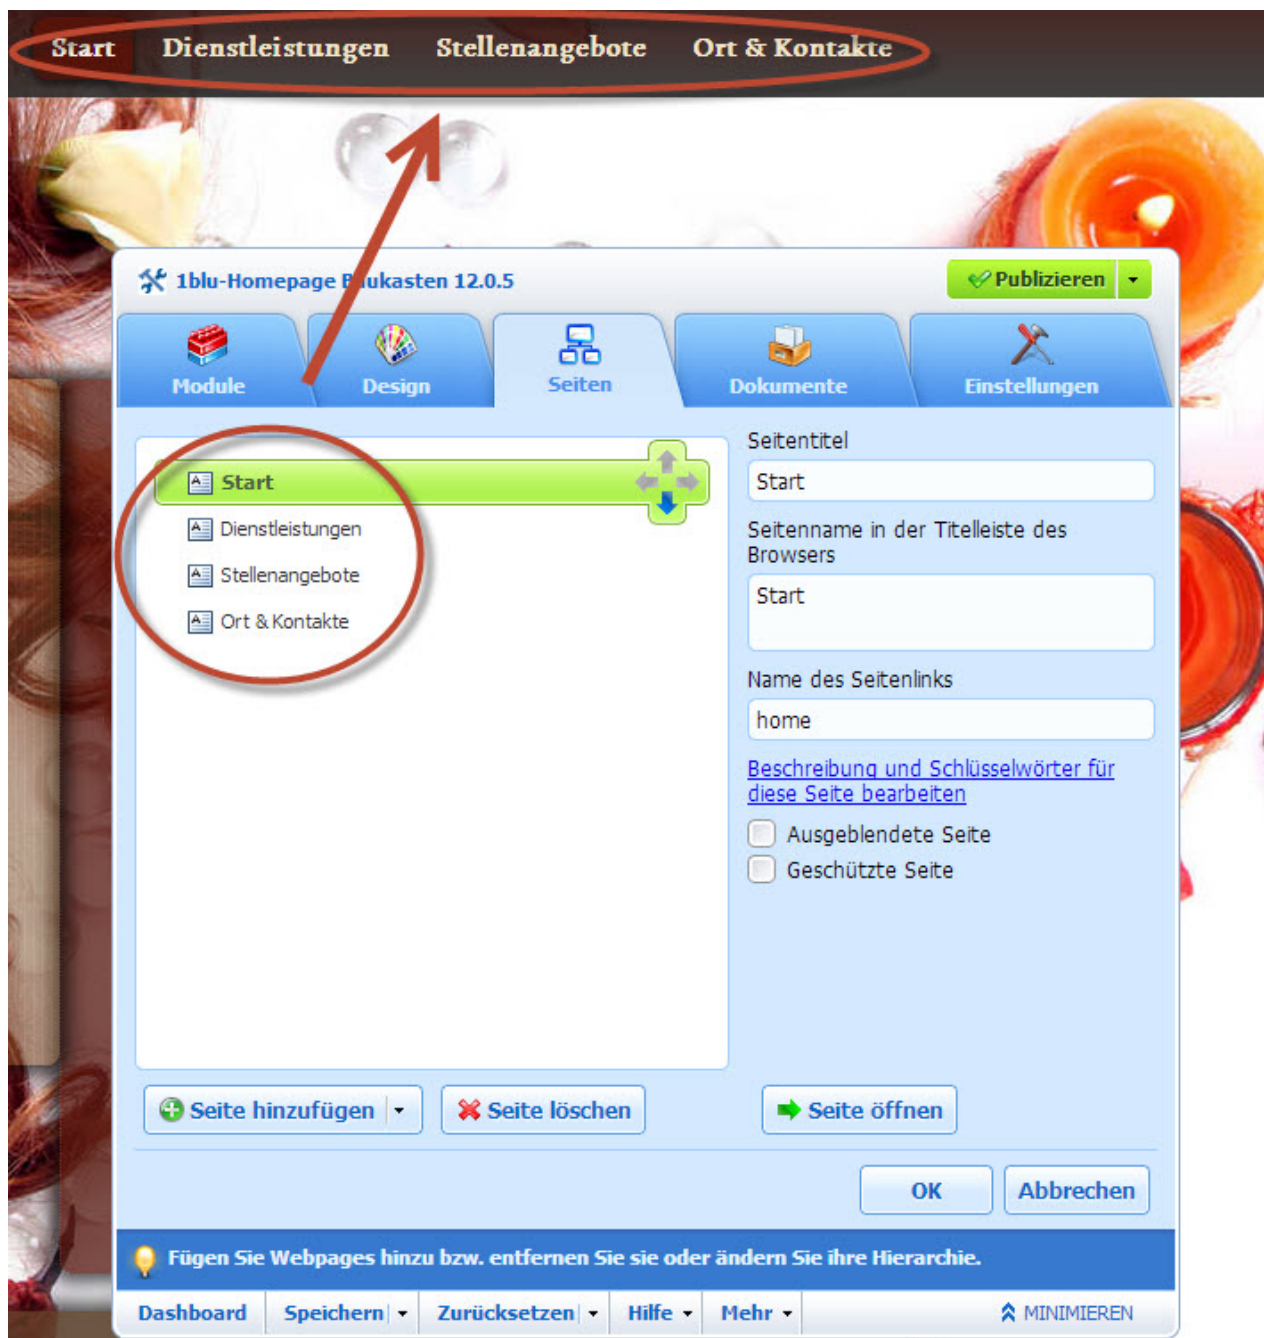 Start Dienstleistungen Stellenangebote Ort & Kontakte
1blu-Homepage Baukasten 12.0.5
Publizieren
Module Design Seiten Dokumente Einstellungen
Start
Dienstleistungen
Stellenangebote
Ort & Kontakte
Seitentitel
Start
Seitenname in der Titelleiste des
Browsers
Start
Name des Seitenlinks
home
Beschreibung und Schlüsselwörter für
diese Seite bearbeiten
Ausgeblendete Seite
Geschützte Seite
Seite hinzufügen Seite löschen Seite öffnen
OK Abbrechen
Fügen Sie Webpages hinzu bzw. entfernen Sie sie oder ändern Sie ihre Hierarchie.
Dashboard Speichern Zurücksetzen Hilfe Mehr MINIMIEREN